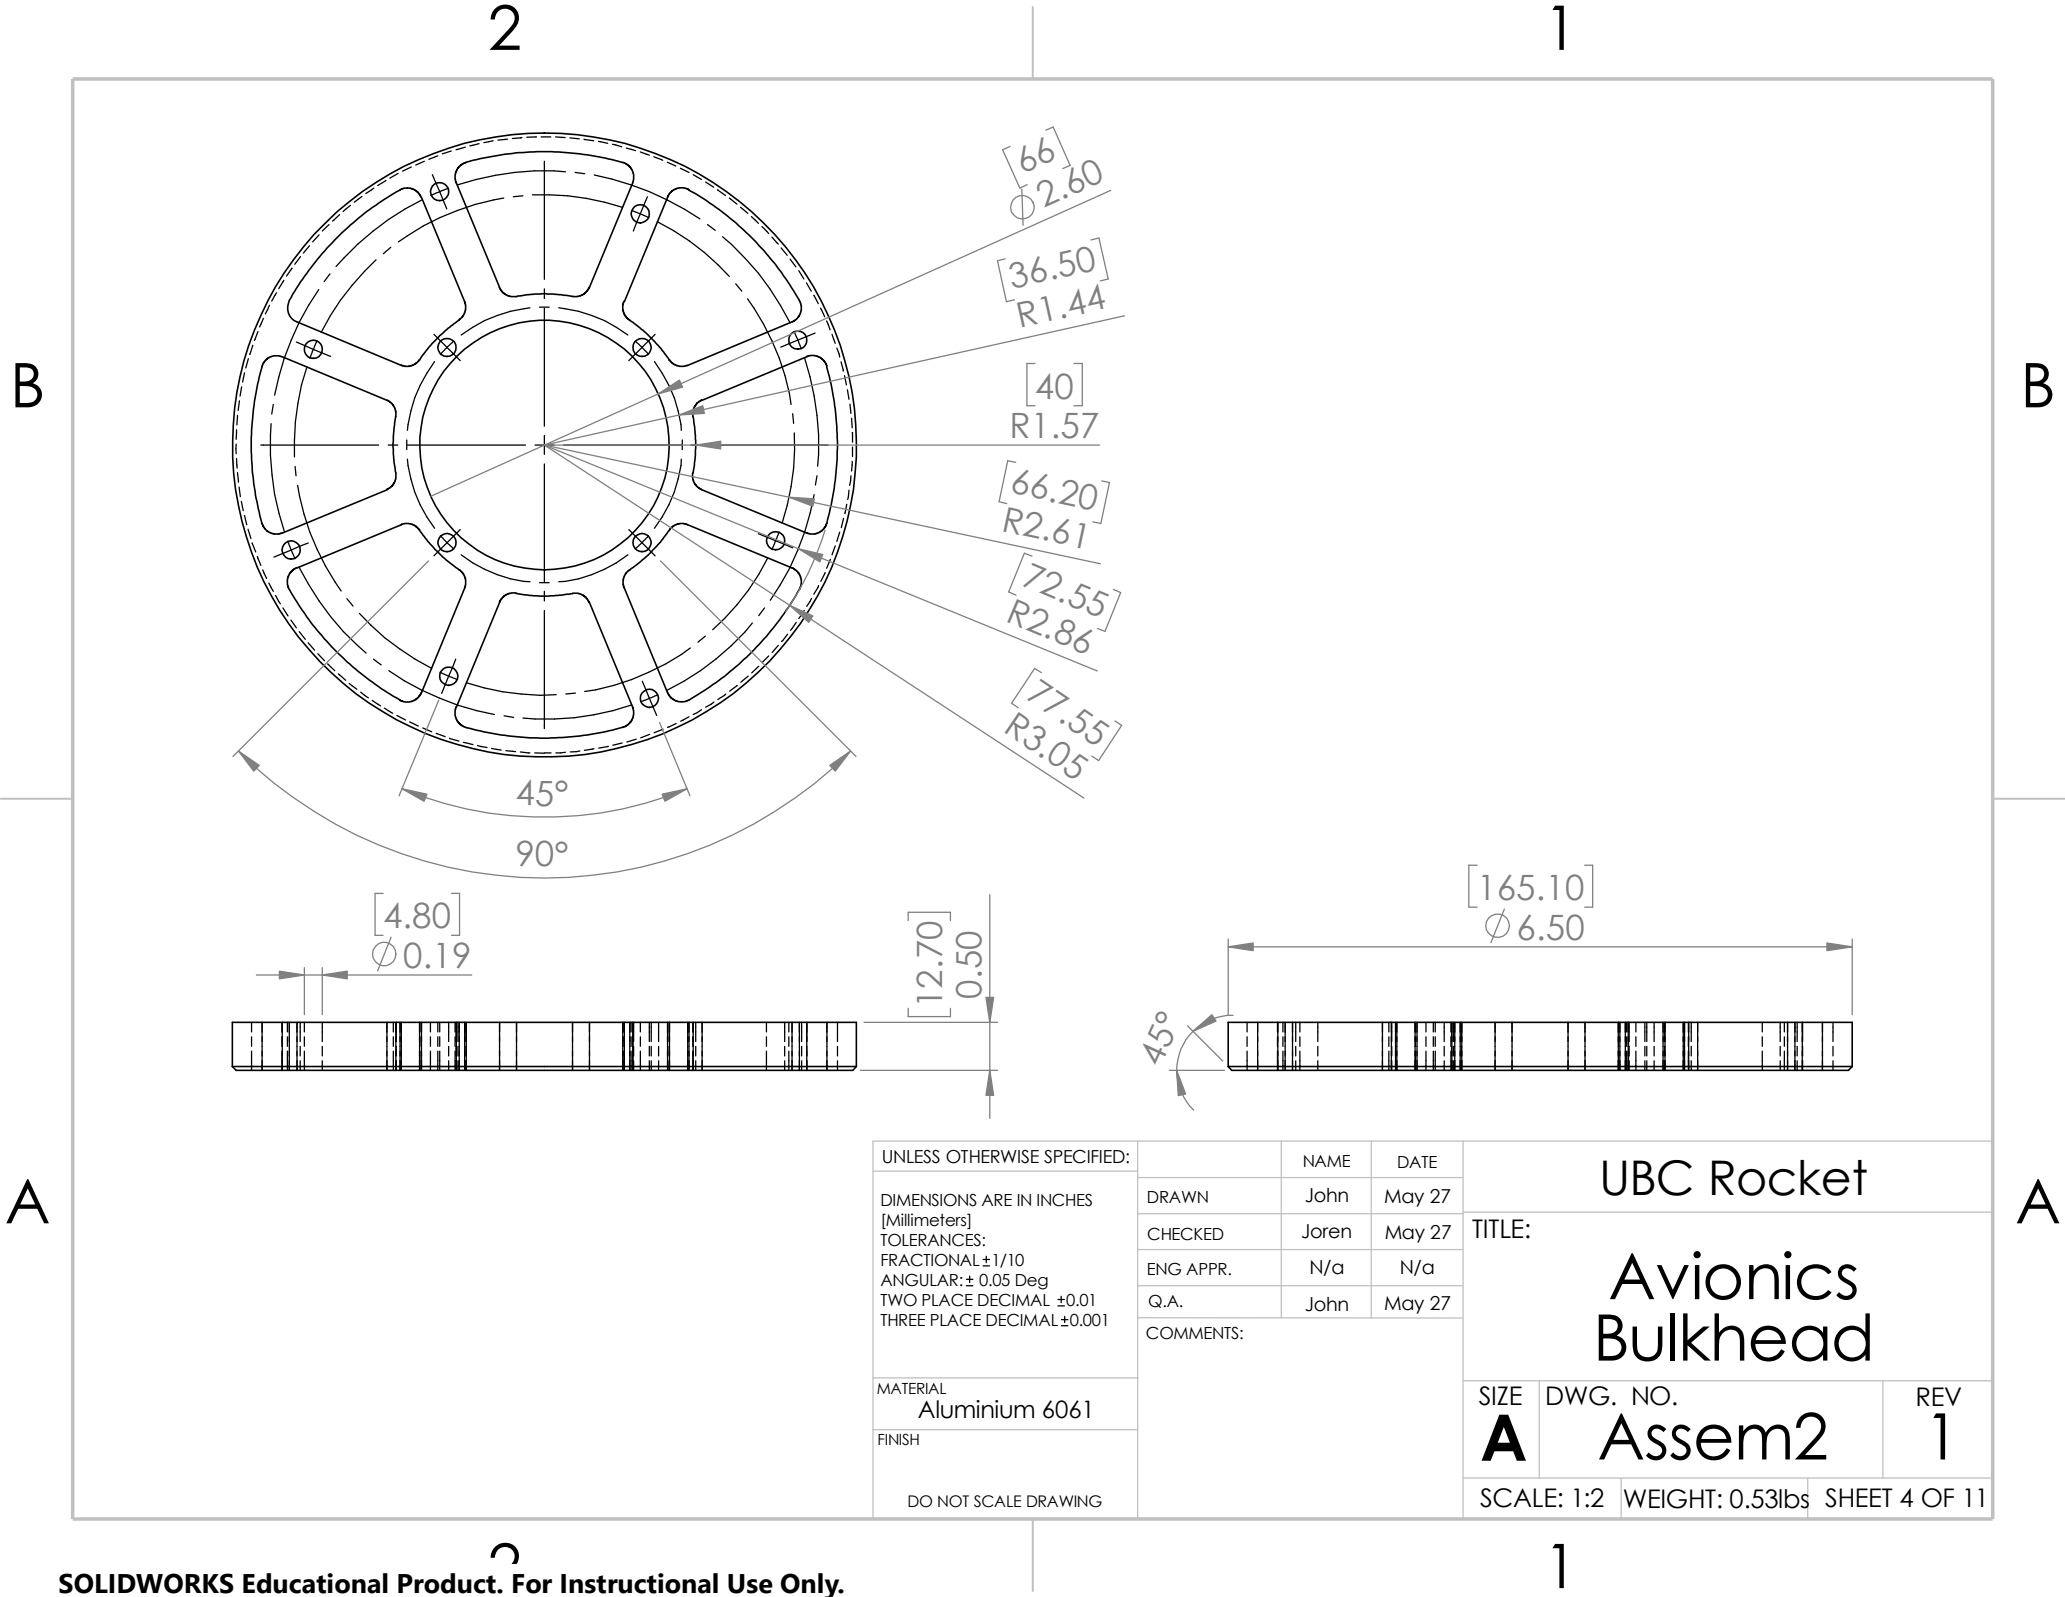 2
1
B
B
[66]
∅2.60
[36.50]
R1.44
[40]
R1.57
[66.20]
R2.61
[72.55]
R2.86
[77.55]
R3.05
45°
90°
[4.80]
∅0.19
[12.70]
0.50
[165.10]
∅6.50
45°
A
A
UNLESS OTHERWISE SPECIFIED:
DIMENSIONS ARE IN INCHES
[Millimeters]
TOLERANCES:
FRACTIONAL±1/10
ANGULAR:± 0.05 Deg
TWO PLACE DECIMAL ±0.01
THREE PLACE DECIMAL±0.001
MATERIAL
Aluminium 6061
FINISH
DO NOT SCALE DRAWING
NAME DATE
DRAWN John May 27
CHECKED Joren May 27
ENG APPR. N/a N/a
Q.A. John May 27
COMMENTS:
UBC Rocket
TITLE:
Avionics
Bulkhead
SIZE DWG. NO. REV
A Assem2 1
SCALE: 1:2 WEIGHT: 0.53lbs SHEET 4 OF 11
2
1
SOLIDWORKS Educational Product. For Instructional Use Only.